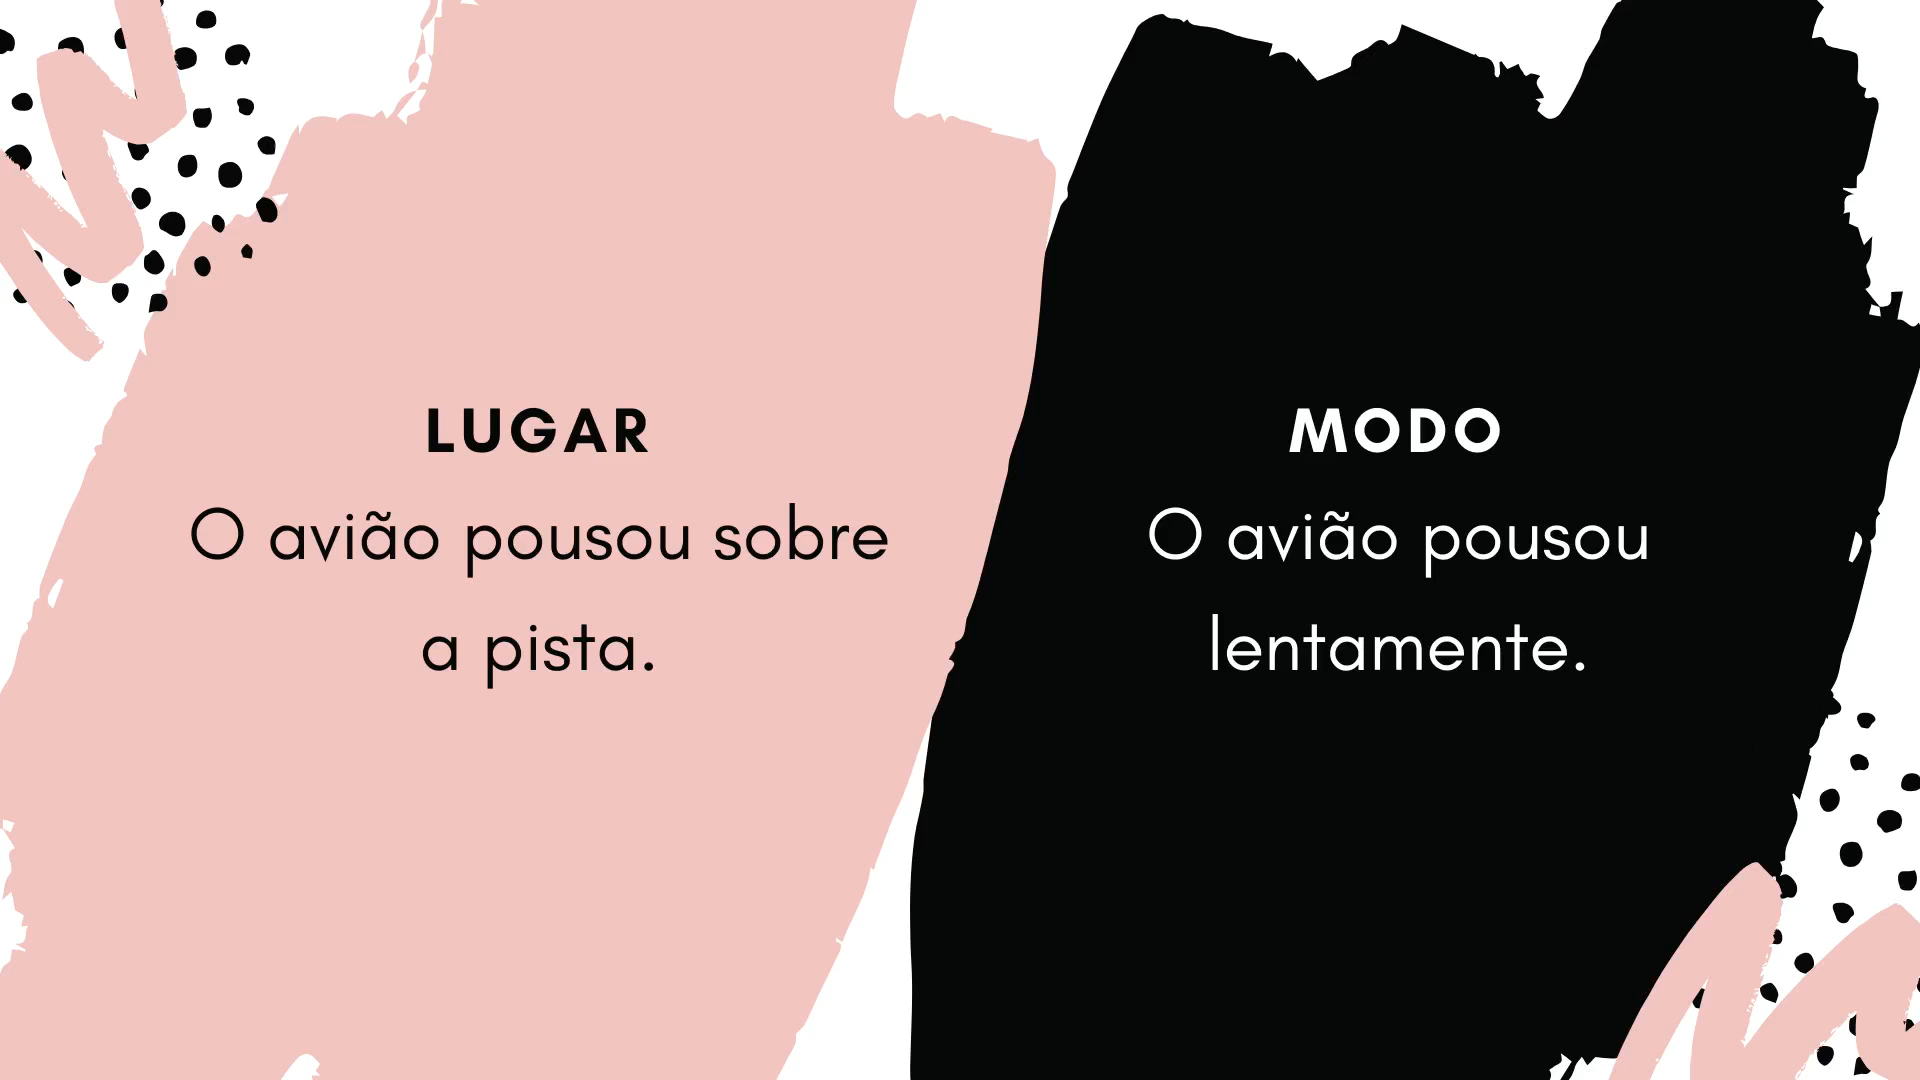 LUGAR
O avião pousou sobre
a pista.
MODO
O avião pousou
lentamente.